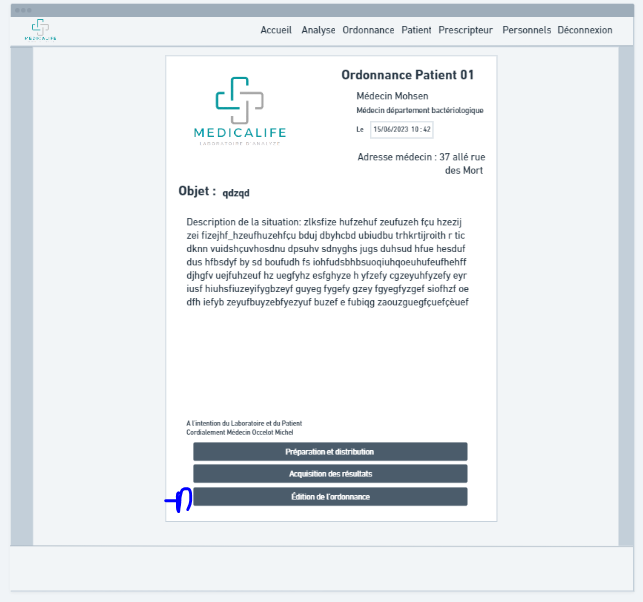 MEDICALIFE
Accueil Analyse Ordonnance Patient Prescripteur Personnels Déconnexion
Ordonnance Patient 01
Médecin Mohsen
Médecin département bactériologique
Le 15/06/2023 10:42
MEDICALIFE
LABORATOIRE D'ANALYZE
Adresse médecin : 37 allé rue
des Mort
Objet : qdzqd
Description de la situation: zlksfize hufzehuf zeufuzeh fçu hzezij
zei fizejhf_hzeufhuzehfçu bduj dbyhcbd ubiudbu trhkrtijroith r tic
dknn vuidshçuvhosdnu dpsuhv sdnyghs jugs duhsud hfue hesduf
dus hfbsdyf by sd boufudh fs iohfudsbhbsuoqiuhqoeuhufeufhehff
djhgfv uejfuhzeuf hz uegfyhz esfghyze h yfzefy cgzeyuhfyzefy eyr
iusf hiuhsfiuzeyifygbzeyf guyeg fygefy gzey fgyegfyzgef siofhzf oe
dfh iefyb zeyufbuyzebfyezyuf buzef e fubiqg zaouzguegfçuefçèuef
A l'intention du Laboratoire et du Patient
Cordialement Médecin Occelot Michel
Préparation et distribution
Acquisition des résultats
Édition de l'ordonnance